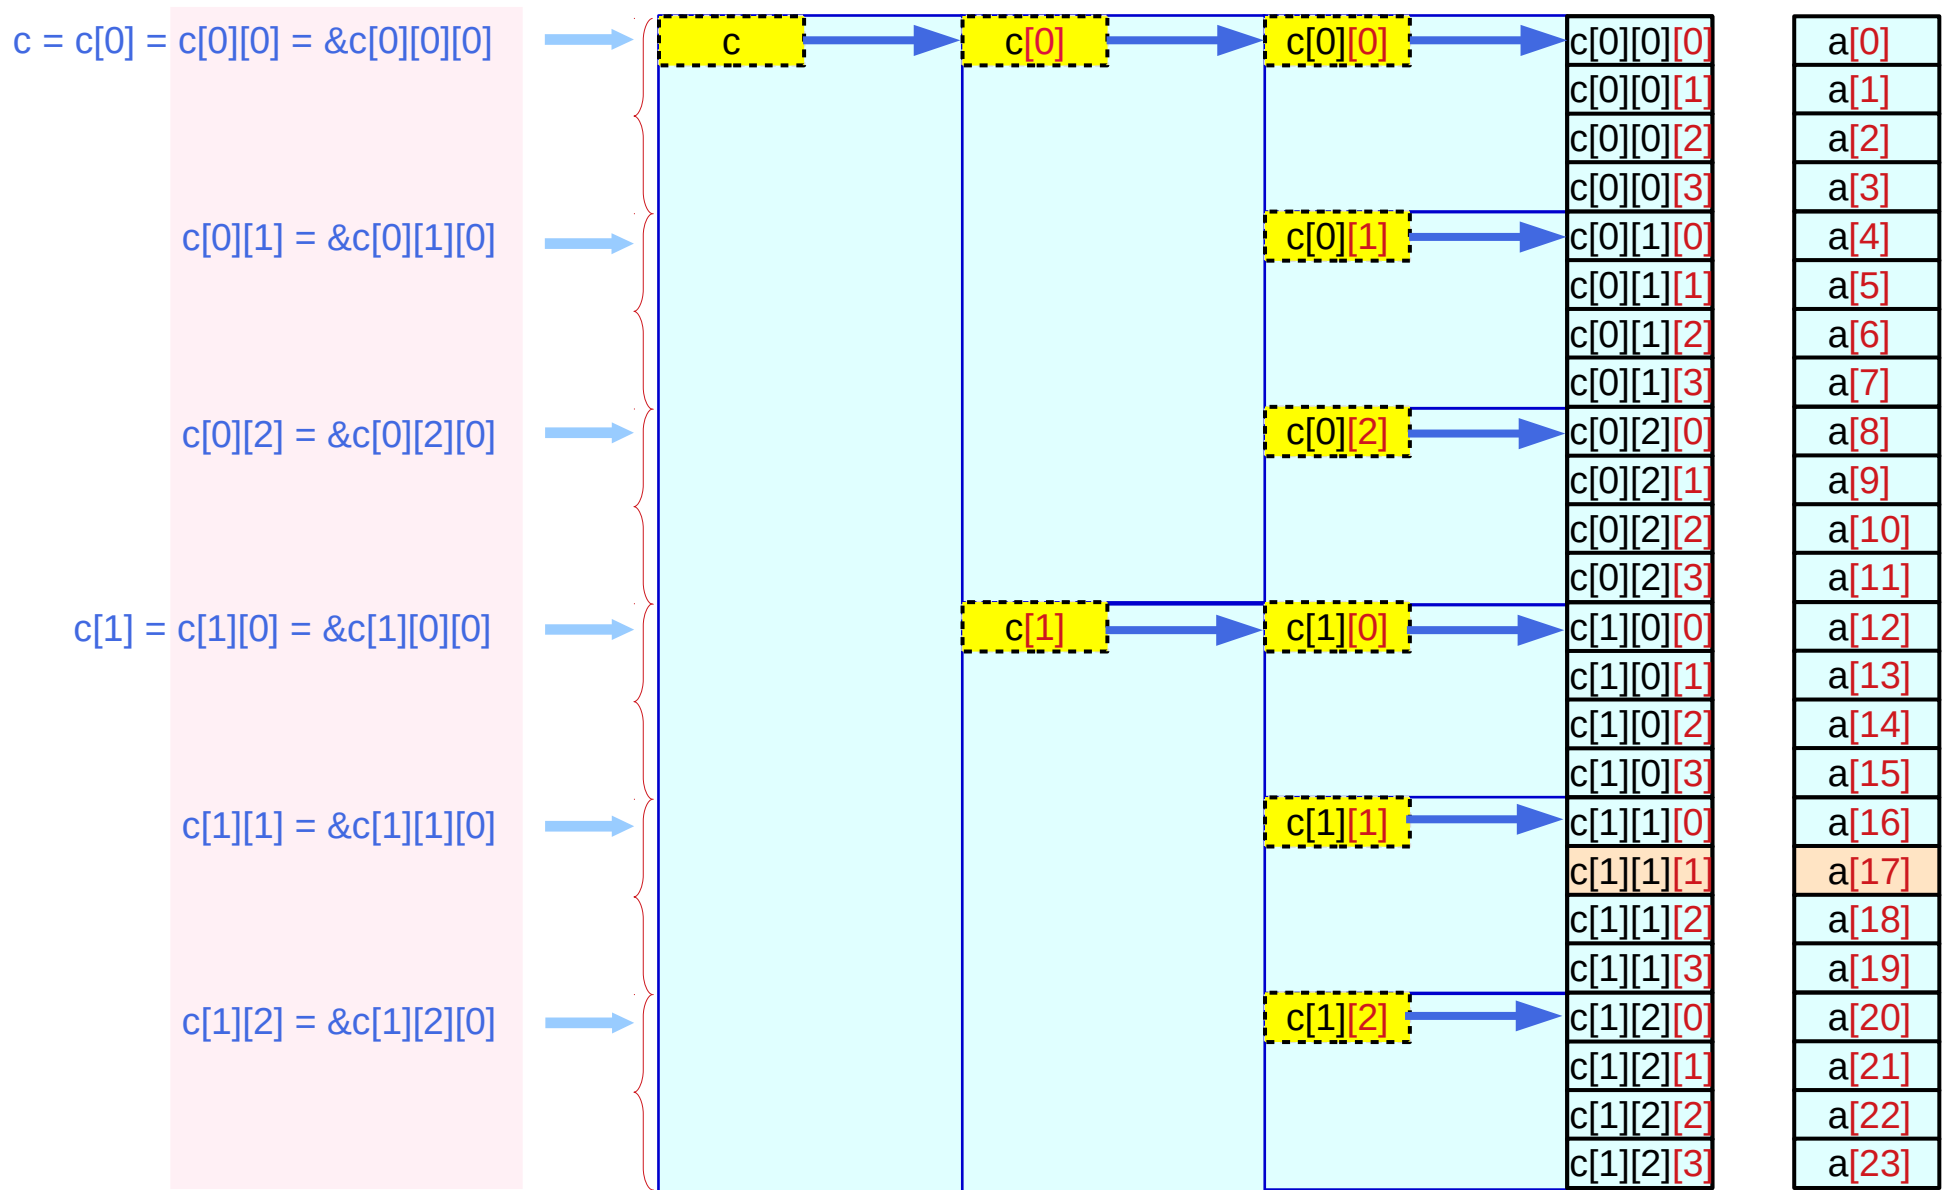 c = c[0] = c[0][0] = &c[0][0][0] c c[0] c[0][0] c[0][0][0] a[0]
c[0][0][1] a[1]
c[0][0][2] a[2]
c[0][0][3] a[3]
c[0][1] = &c[0][1][0] c[0][1] c[0][1][0] a[4]
c[0][1][1] a[5]
c[0][1][2] a[6]
c[0][1][3] a[7]
c[0][2] = &c[0][2][0] c[0][2] c[0][2][0] a[8]
c[0][2][1] a[9]
c[0][2][2] a[10]
c[0][2][3] a[11]
c[1] = c[1][0] = &c[1][0][0] c[1] c[1][0] c[1][0][0] a[12]
c[1][0][1] a[13]
c[1][0][2] a[14]
c[1][0][3] a[15]
c[1][1] = &c[1][1][0] c[1][1] c[1][1][0] a[16]
c[1][1][1] a[17]
c[1][1][2] a[18]
c[1][1][3] a[19]
c[1][2] = &c[1][2][0] c[1][2] c[1][2][0] a[20]
c[1][2][1] a[21]
c[1][2][2] a[22]
c[1][2][3] a[23]